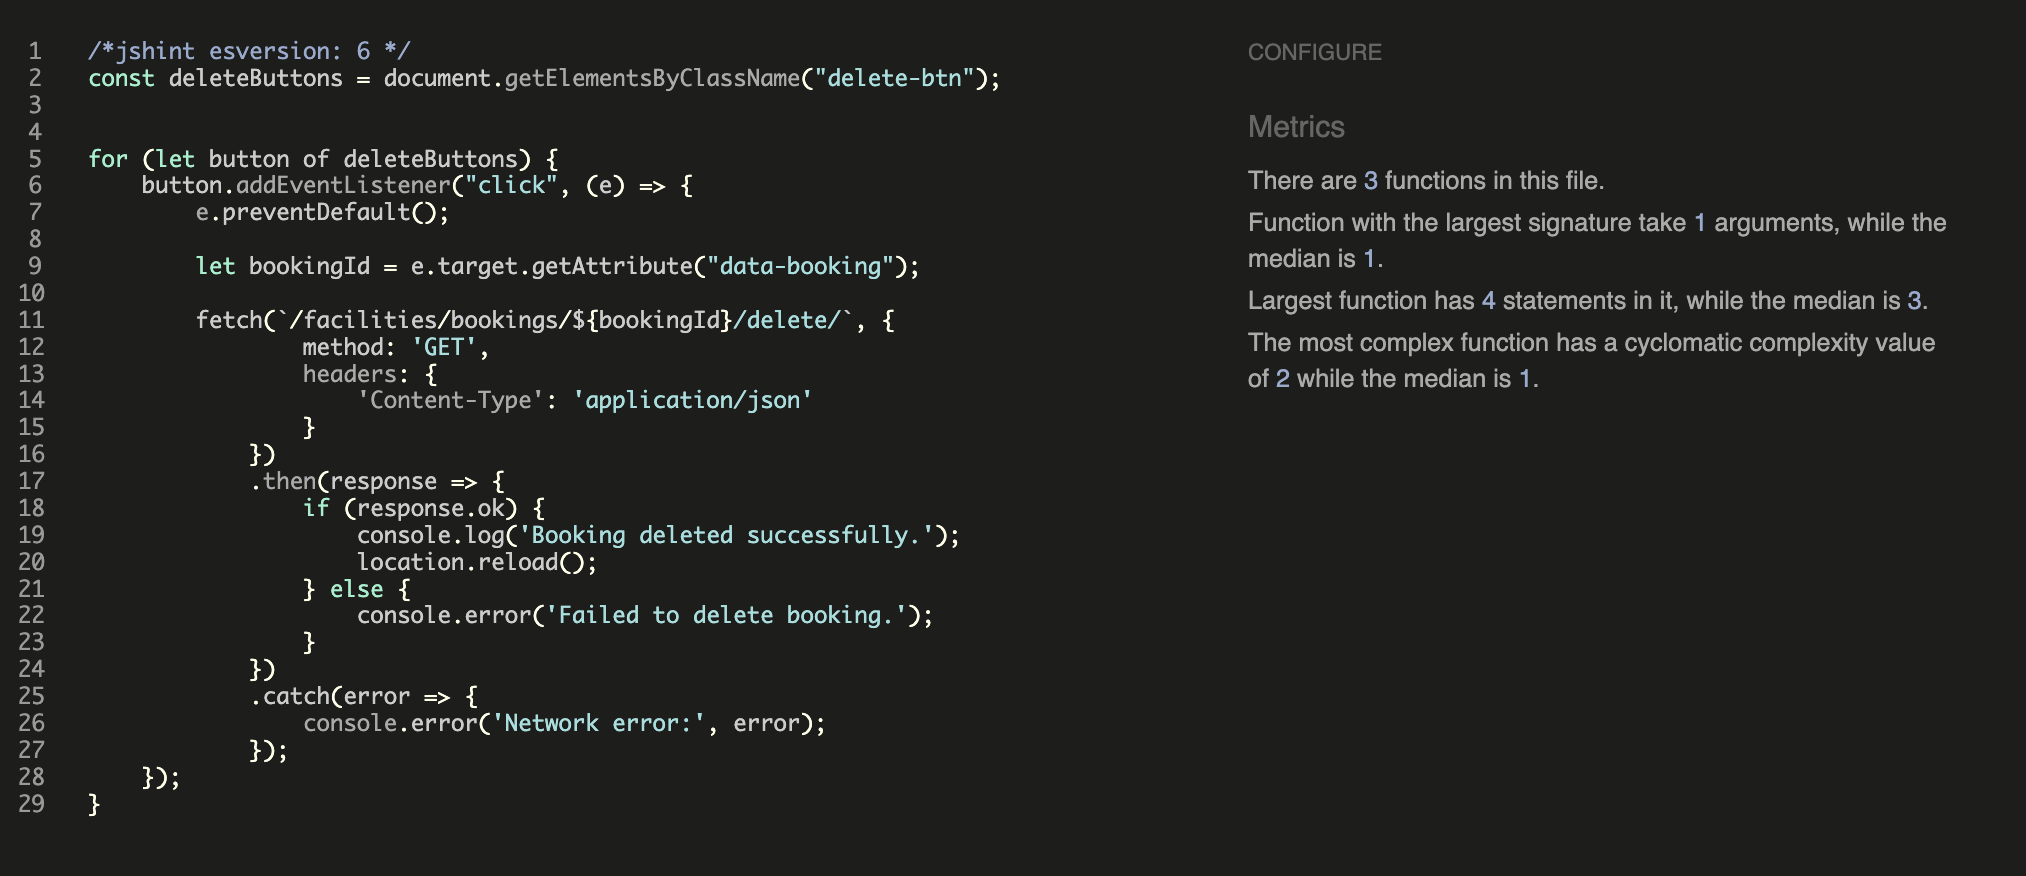 1 /*jshint esversion: 6 */
2 const deleteButtons = document.getElementsByClassName("delete-btn");
3
4
5 for (let button of deleteButtons) {
6     button.addEventListener("click", (e) => {
7         e.preventDefault();
8
9         let bookingId = e.target.getAttribute("data-booking");
10
11         fetch(`/facilities/bookings/${bookingId}/delete/`, {
12                 method: 'GET',
13                 headers: {
14                     'Content-Type': 'application/json'
15                 }
16             })
17             .then(response => {
18                 if (response.ok) {
19                     console.log('Booking deleted successfully.');
20                     location.reload();
21                 } else {
22                     console.error('Failed to delete booking.');
23                 }
24             })
25             .catch(error => {
26                 console.error('Network error:', error);
27             });
28     });
29 }
CONFIGURE
Metrics
There are 3 functions in this file.
Function with the largest signature take 1 arguments, while the
median is 1.
Largest function has 4 statements in it, while the median is 3.
The most complex function has a cyclomatic complexity value
of 2 while the median is 1.